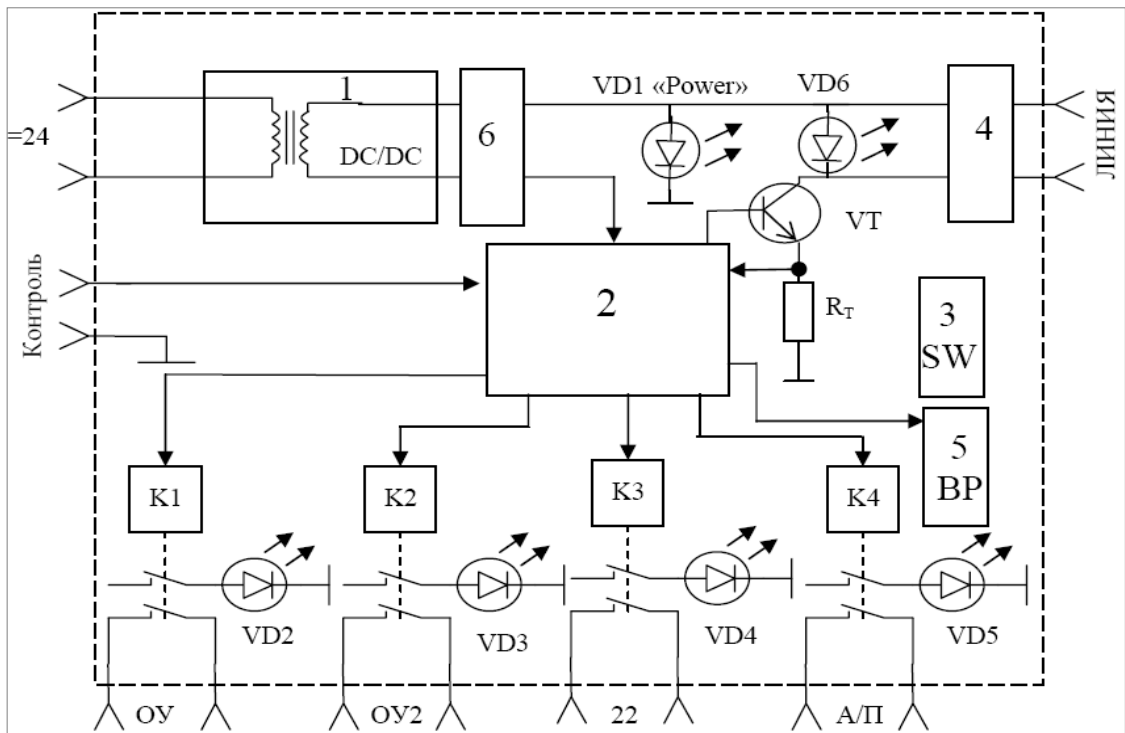 1
VD1 «Power»
VD6
=24
DC/DC
6
4
ЛИНИЯ
VT
Контроль
2
RТ
3
SW
5
BP
K1
K2
K3
K4
VD2
VD3
VD4
VD5
ОУ
ОУ2
22
А/П